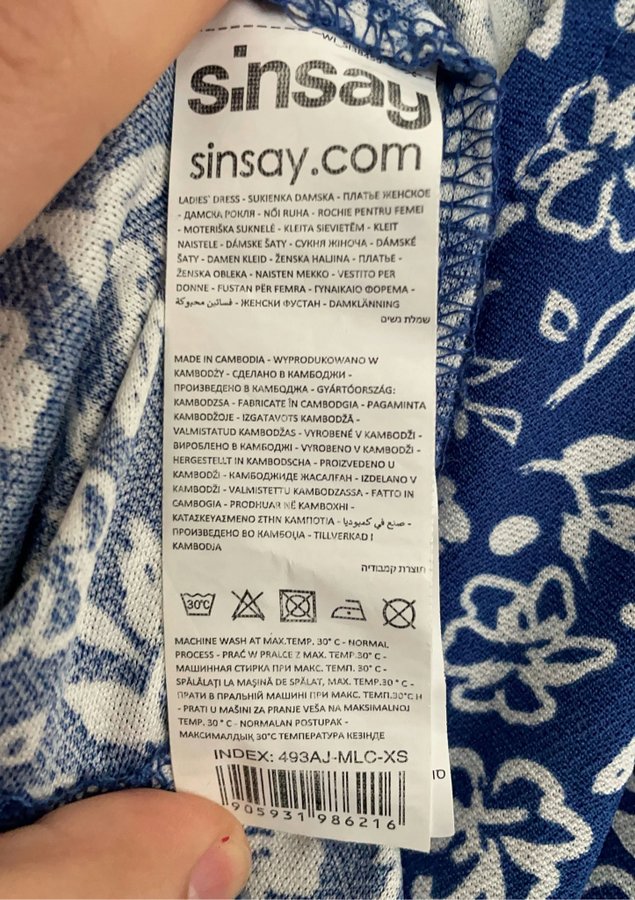 sinsay
sinsay.com
LADIES' DRESS - SUKIENKA DAMSKA - ПЛАТЬЕ ЖЕНСКОЕ
- ДАМСКА РОКЛЯ - NŐI RUHA - ROCHIE PENTRU FEMEI
- MOTERIŠKA SUKNELĖ - KLEITA SIEVIETĒM - KLEIT
NAISTELE - DÁMSKE ŠATY - СУКНЯ ЖІНОЧА - DÁMSKÉ
ŠATY - DAMEN KLEID - ŽENSKA HALJINA - ПЛАТЬЕ -
ŽENSKA OBLEKA - NAISTEN MEKKO - VESTITO PER
DONNE - FUSTAN PËR FEMRA - ΓΥΝΑΙΚΑΙΟ ΦΟΡΕΜΑ -
فساتين محبوكة - ЖЕНСКИ ФУСТАН - DAMKLÄNNING
שמלת נשים
MADE IN CAMBODIA - WYPRODUKOWANO W
KAMBODŻY - СДЕЛАНО В КАМБОДЖИ -
ПРОИЗВЕДЕНО В КАМБОДЖА - GYÁRTÓORSZÁG:
KAMBODZSA - FABRICATE ÎN CAMBODGIA - PAGAMINTA
KAMBODŽOJE - IZGATAVOTS KAMBODŽĀ -
VALMISTATUD KAMBODŽAS - VYROBENÉ V KAMBODŽI -
ВИРОБЛЕНО В КАМБОДЖІ - VYROBENO V KAMBODŽI -
HERGESTELLT IN KAMBODSCHA - PROIZVEDENO U
KAMBODŽI - КАМБОДЖИДЕ ЖАСАЛҒАН - IZDELANO V
KAMBODŽI - VALMISTETTU KAMBODZASSA - FATTO IN
CAMBOGIA - PRODHUAR NË KAMBOXHI -
ΚΑΤΑΣΚΕΥΑΣΜΕΝΟ ΣΤΗΝ ΚΑΜΠΟΤΙΑ - صنع في كمبوديا -
ПРОИЗВЕДЕНО ВО КАМБОЏИА - TILLVERKAD I
KAMBODJA
תוצרת קמבודיה
30°C
MACHINE WASH AT MAX.TEMP. 30° C - NORMAL
PROCESS - PRAĆ W PRALCE Z MAX. TEMP.30° C -
МАШИННАЯ СТИРКА ПРИ МАКС. ТЕМП. 30° C -
SPĂLĂLAȚI LA MAȘINĂ DE SPĂLAT, MAX. TEMP.30° C -
ПРАТИ В ПРАЛЬНІЙ МАШИНІ ПРИ МАКС. ТЕМП.30°C Н
- PRATI U MAŠINI ZA PRANJE VEŠA NA MAKSIMALNOJ
TEMP. 30 ° C - NORMALAN POSTUPAK -
МАКСИМАЛДЫҚ 30°C ТЕМПЕРАТУРА КЕЗІНДЕ
INDEX: 493AJ-MLC-XS
905931 986216